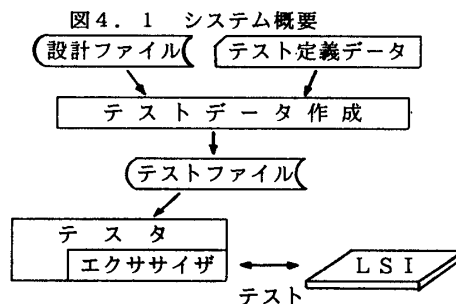 図4.1 システム概要
設計ファイル テスト定義データ
テストデータ作成
テストファイル
テスタ
エクササイザ
LSI
テスト